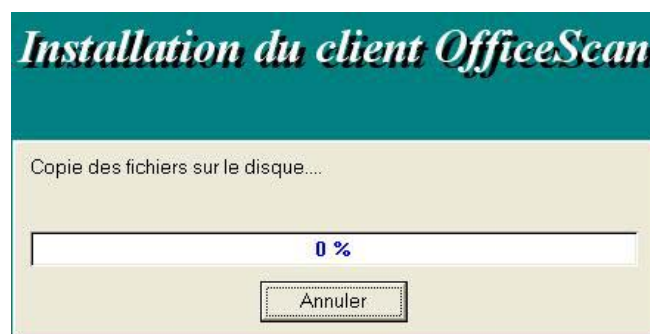 Installation du client OfficeScan
Copie des fichiers sur le disque....
0 %
Annuler